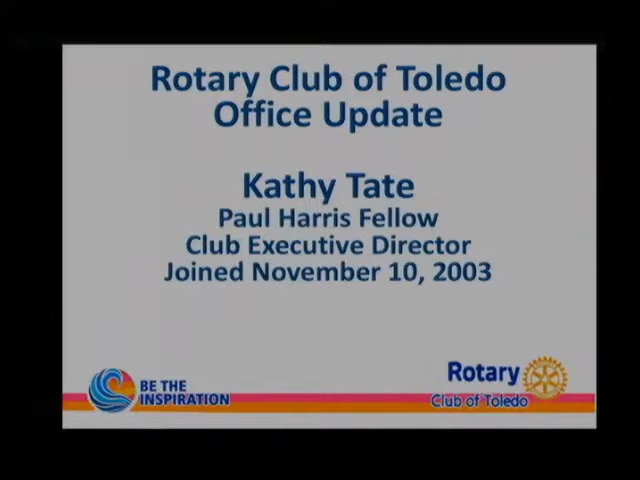 Rotary Club of Toledo
Office Update
Kathy Tate
Paul Harris Fellow
Club Executive Director
Joined November 10, 2003
BE THE
INSPIRATION
Rotary
Club of Toledo